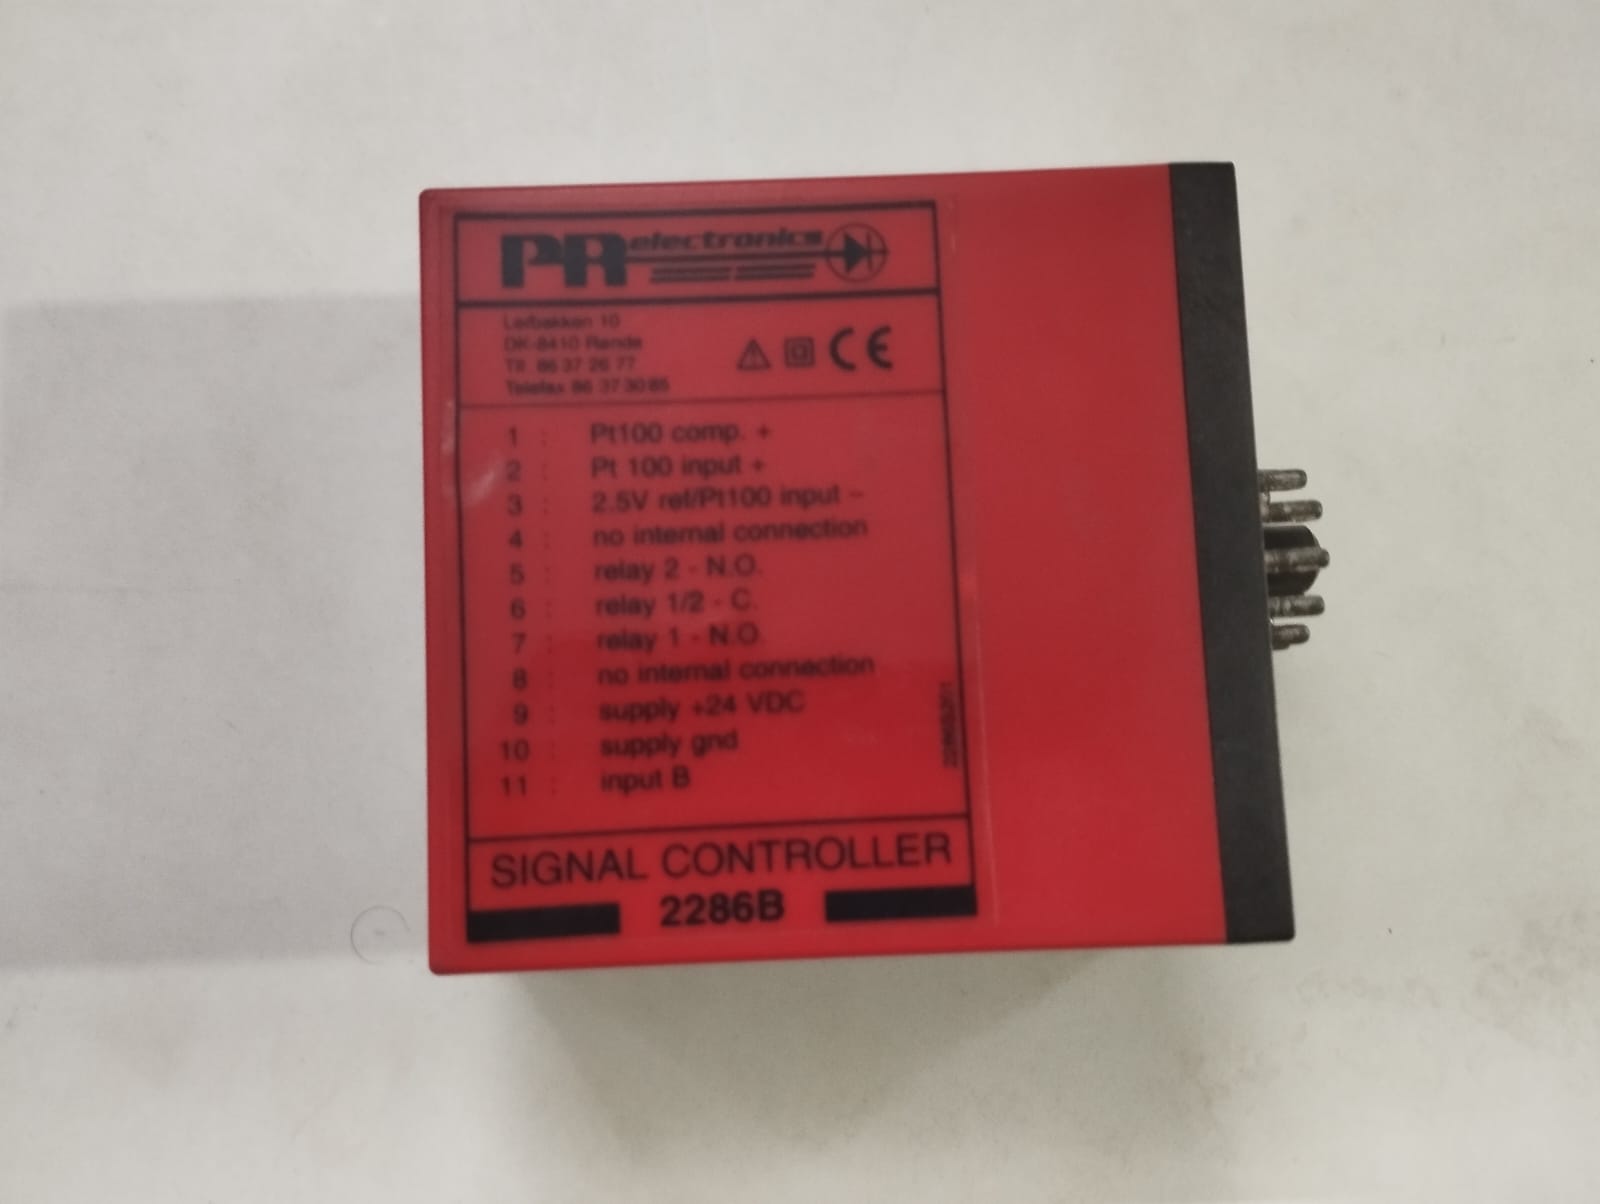 PR electronics
Lerbakken 10
DK-8410 Rønde
Tlf. 86 37 26 77
Telefax 86 37 30 85
CE
1 : Pt100 comp. +
2 : Pt 100 input +
3 : 2.5V ref/Pt100 input -
4 : no internal connection
5 : relay 2 - N.O.
6 : relay 1/2 - C.
7 : relay 1 - N.O.
8 : no internal connection
9 : supply +24 VDC
10 : supply gnd
11 : input B
SIGNAL CONTROLLER
2286B